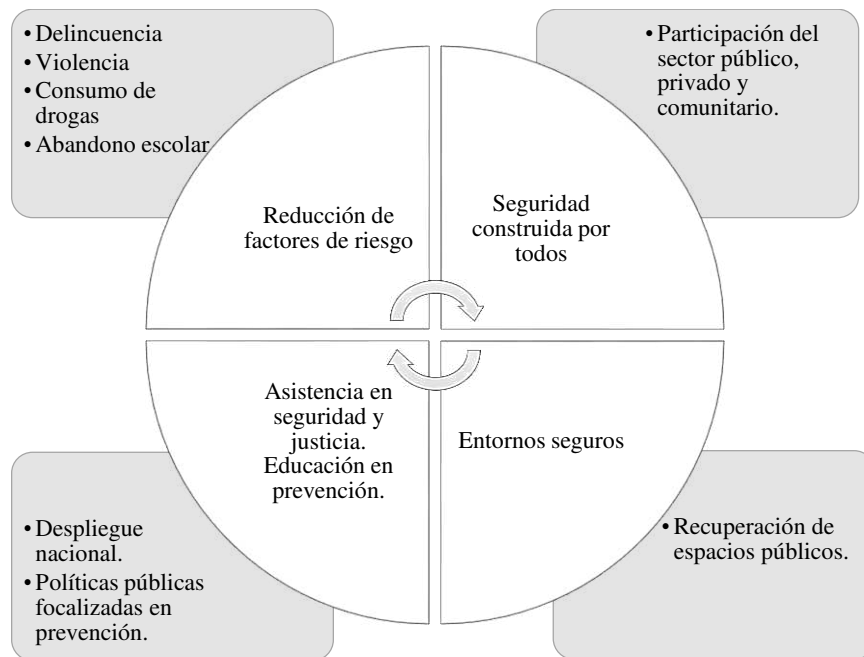 • Delincuencia
• Violencia
• Consumo de
drogas
• Abandono escolar
• Participación del
sector público,
privado y
comunitario.
Reducción de
factores de riesgo
Seguridad
construida por
todos
Asistencia en
seguridad y
justicia.
Educación en
prevención.
Entornos seguros
• Despliegue
nacional.
• Políticas públicas
focalizadas en
prevención.
• Recuperación de
espacios públicos.